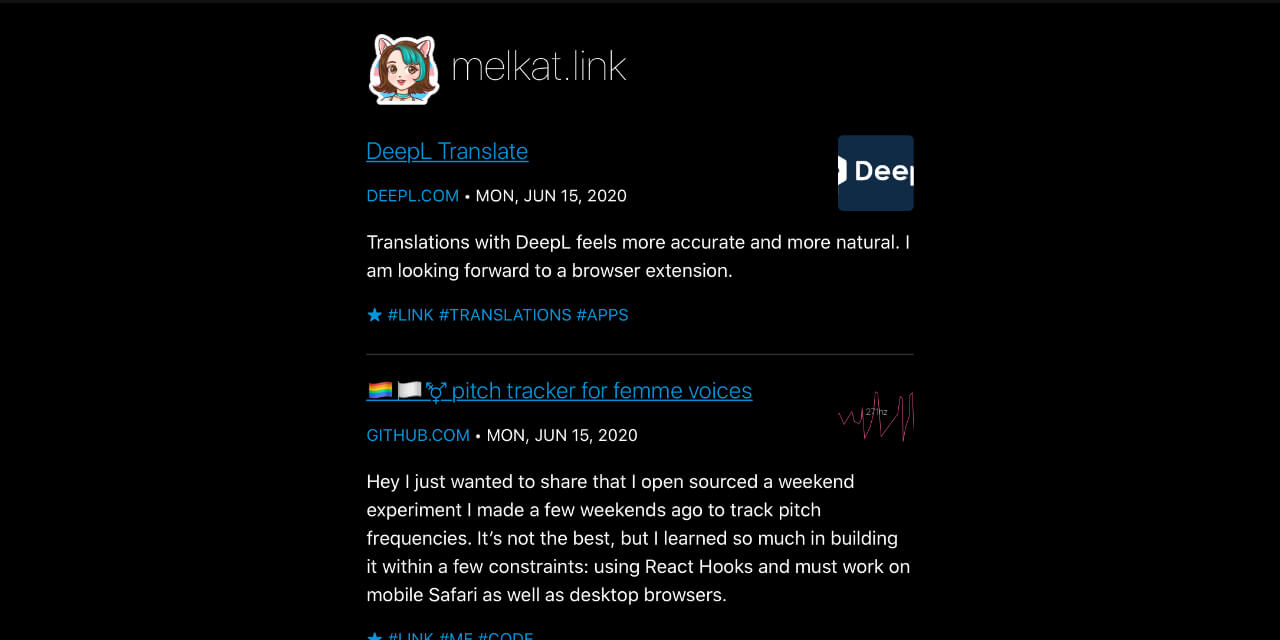 melkat.link
DeepL Translate
DEEPL.COM • MON, JUN 15, 2020
Deep
Translations with DeepL feels more accurate and more natural. I
am looking forward to a browser extension.
★ #LINK #TRANSLATIONS #APPS
🏳️‍🌈 🏳⚧ pitch tracker for femme voices
GITHUB.COM • MON, JUN 15, 2020
271hz
Hey I just wanted to share that I open sourced a weekend
experiment I made a few weekends ago to track pitch
frequencies. It’s not the best, but I learned so much in building
it within a few constraints: using React Hooks and must work on
mobile Safari as well as desktop browsers.
★ #LINK #ME #CODE